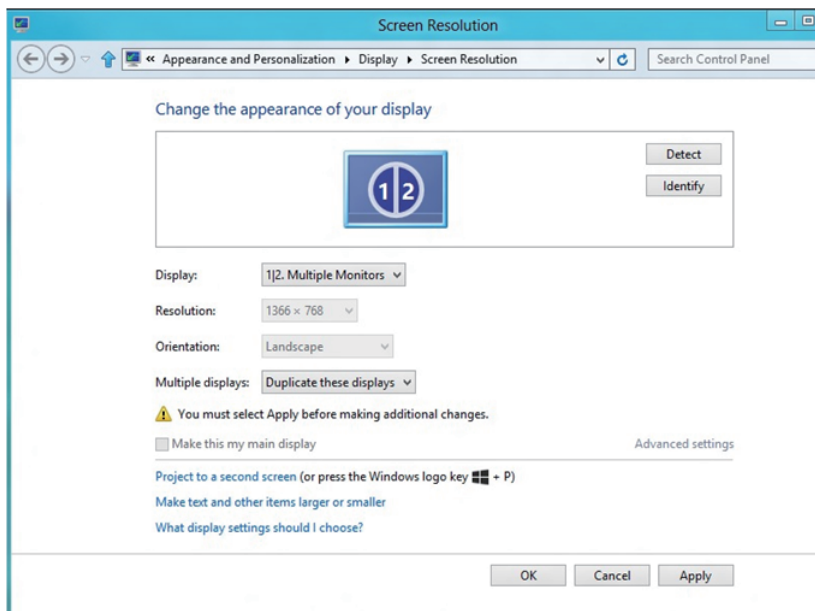 Screen Resolution
« Appearance and Personalization ▸ Display ▸ Screen Resolution
Search Control Panel
Change the appearance of your display
1|2
Detect
Identify
Display: 1|2. Multiple Monitors
Resolution: 1366 × 768
Orientation: Landscape
Multiple displays: Duplicate these displays
You must select Apply before making additional changes.
Make this my main display
Advanced settings
Project to a second screen (or press the Windows logo key + P)
Make text and other items larger or smaller
What display settings should I choose?
OK
Cancel
Apply